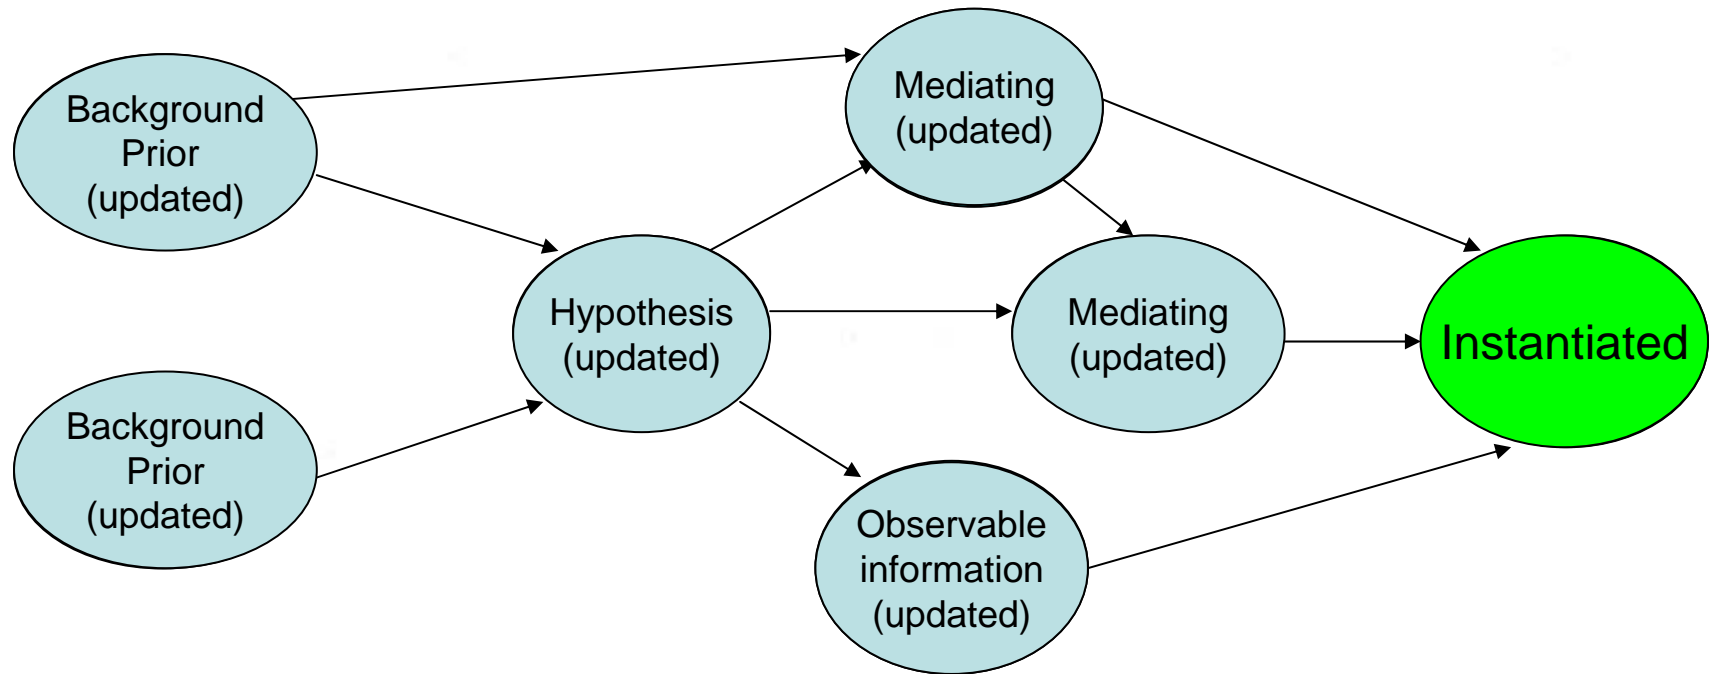 Background
Prior
(updated)
Mediating
(updated)
Hypothesis
(updated)
Mediating
(updated)
Instantiated
Background
Prior
(updated)
Observable
information
(updated)